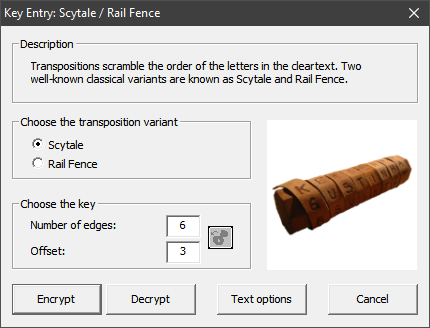 Key Entry: Scytale / Rail Fence
Description
Transpositions scramble the order of the letters in the cleartext. Two
well-known classical variants are known as Scytale and Rail Fence.
Choose the transposition variant
Scytale
Rail Fence
Choose the key
Number of edges: 6
Offset: 3
Encrypt Decrypt Text options Cancel